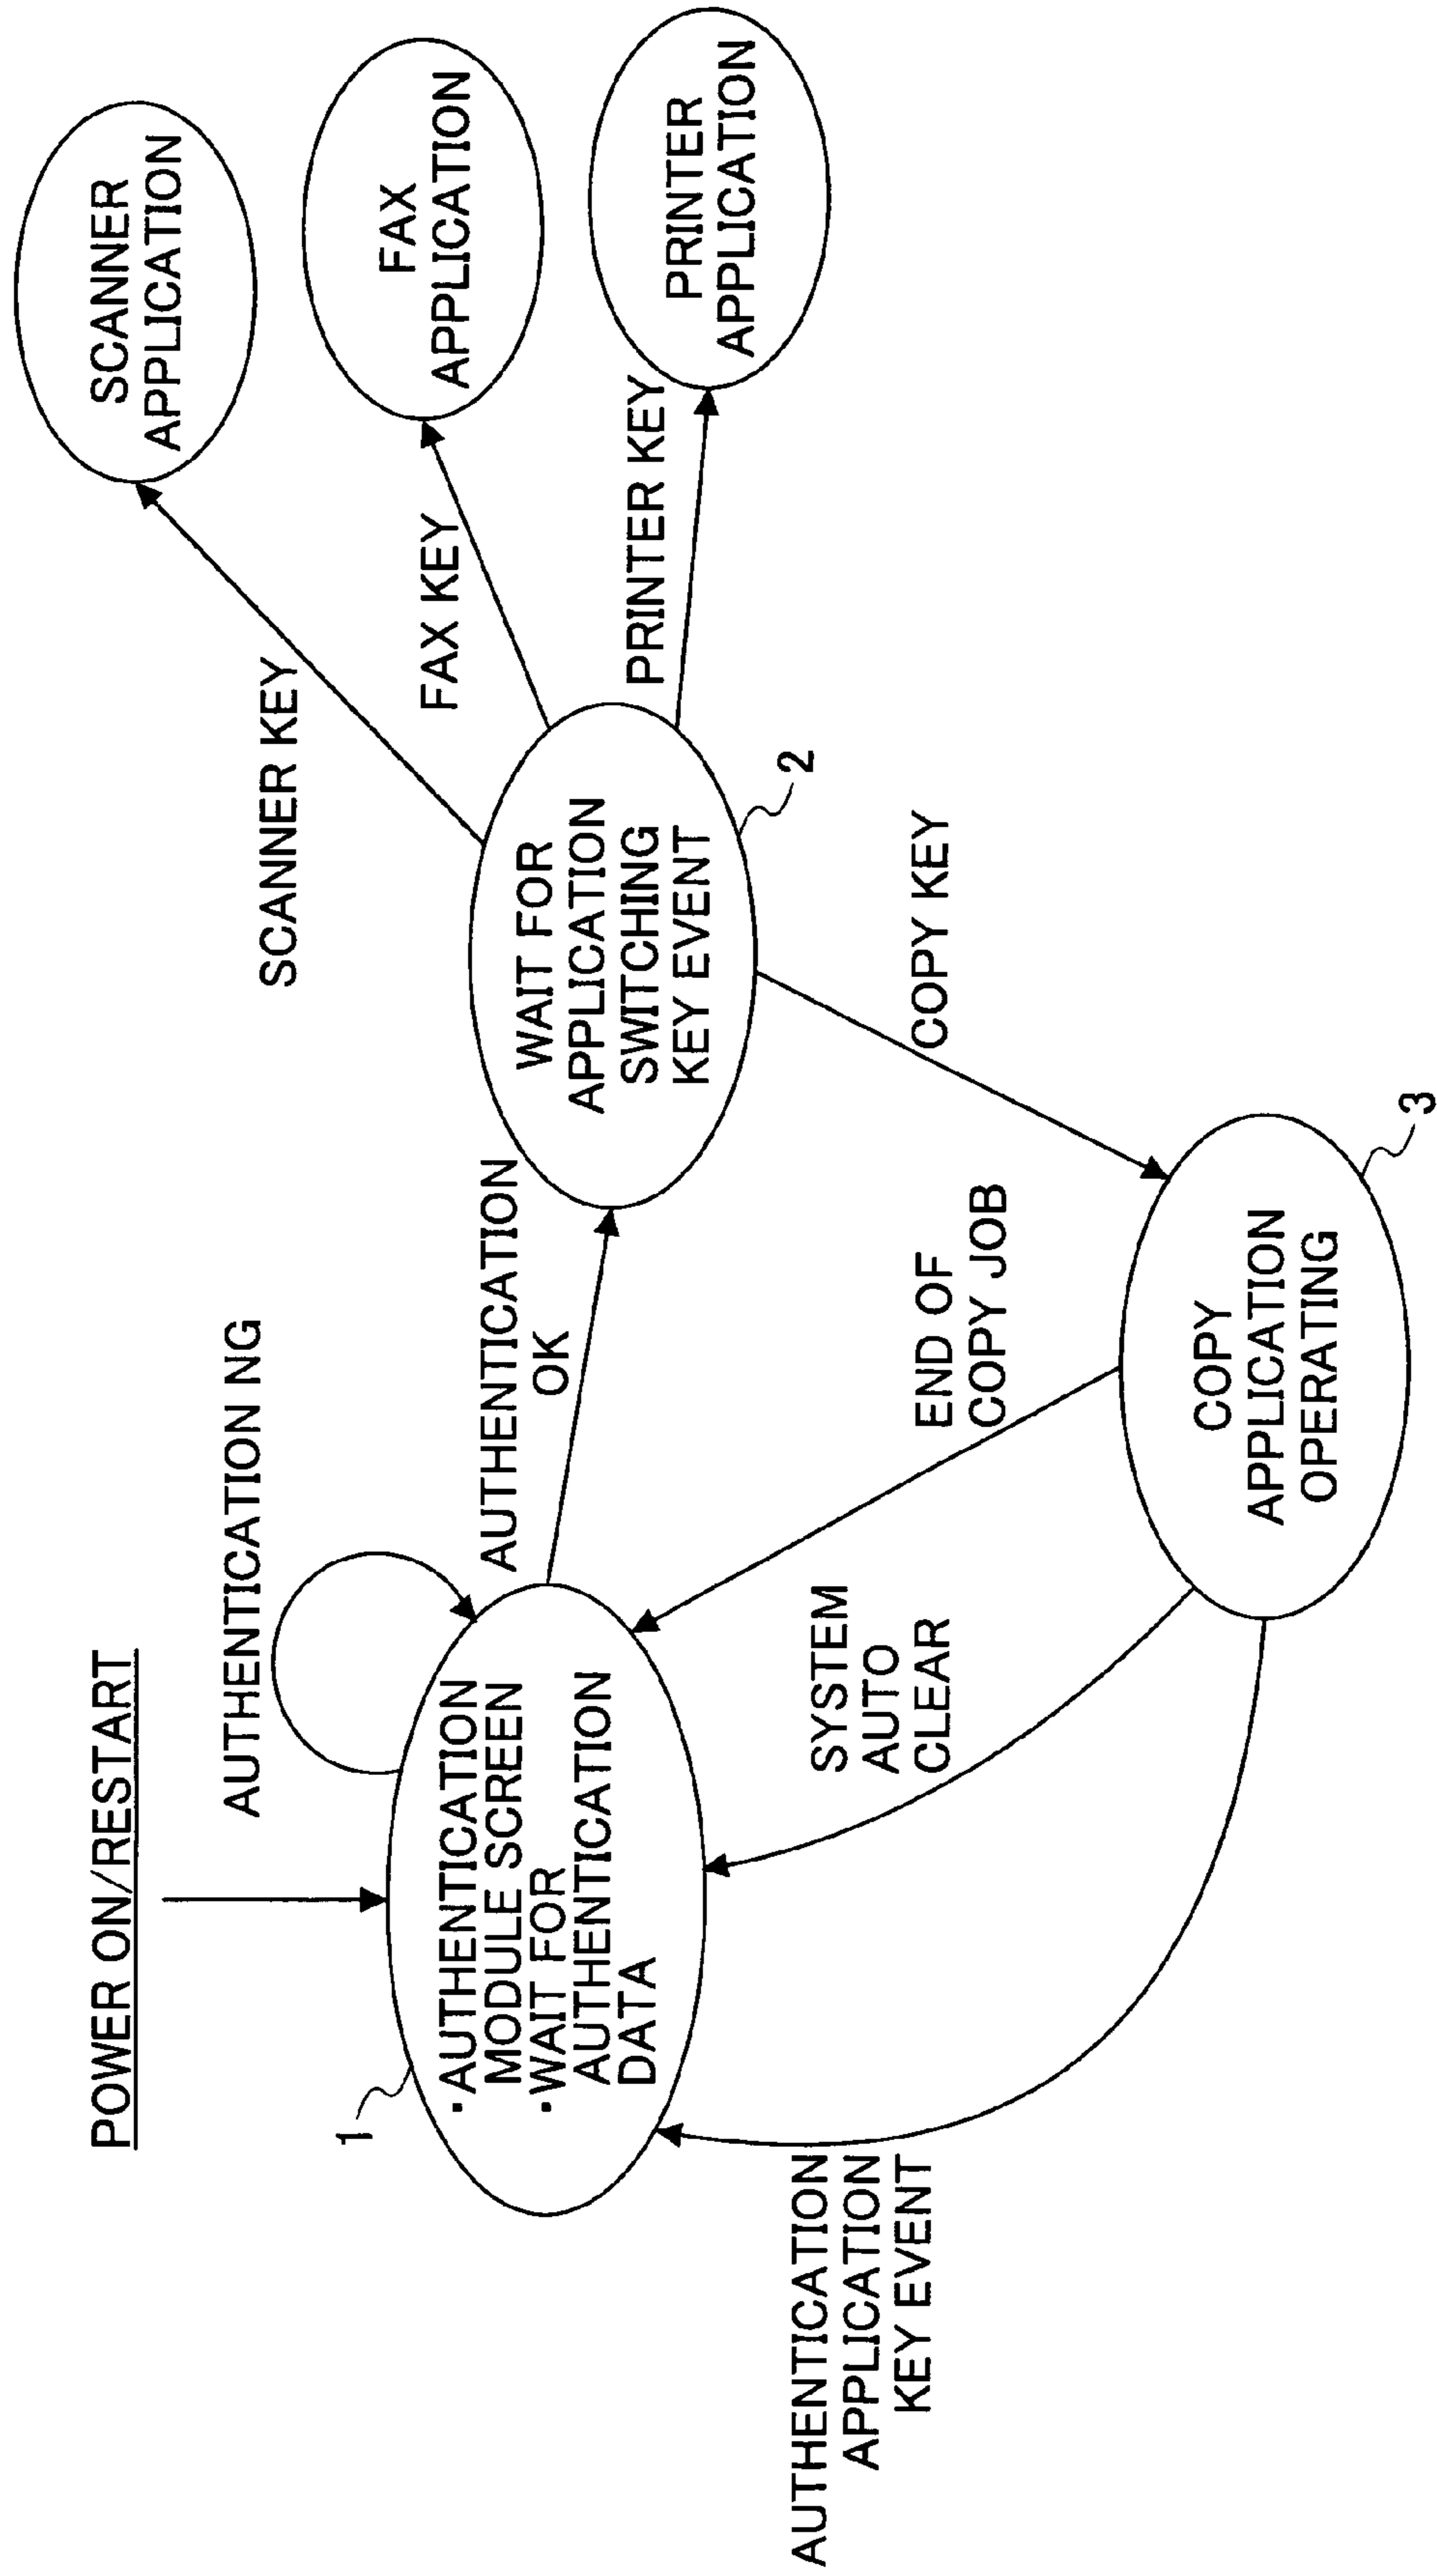 POWER ON/RESTART
AUTHENTICATION NG
1
·AUTHENTICATION
MODULE SCREEN
·WAIT FOR
AUTHENTICATION
DATA
AUTHENTICATION
OK
WAIT FOR
APPLICATION
SWITCHING
KEY EVENT
2
SCANNER KEY
SCANNER
APPLICATION
FAX KEY
FAX
APPLICATION
PRINTER KEY
PRINTER
APPLICATION
COPY KEY
END OF
COPY JOB
SYSTEM
AUTO
CLEAR
AUTHENTICATION
APPLICATION
KEY EVENT
COPY
APPLICATION
OPERATING
3